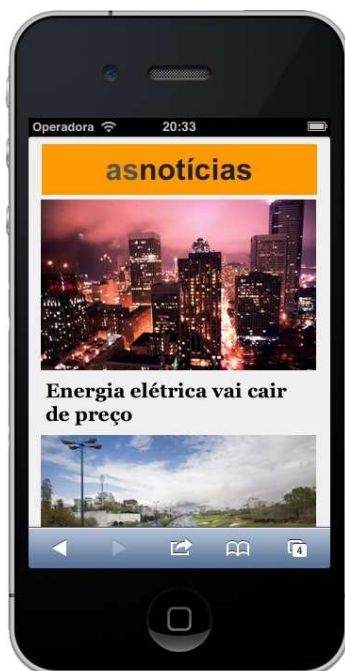 Operadora 20:33
asnotícias
Energia elétrica vai cair
de preço
4